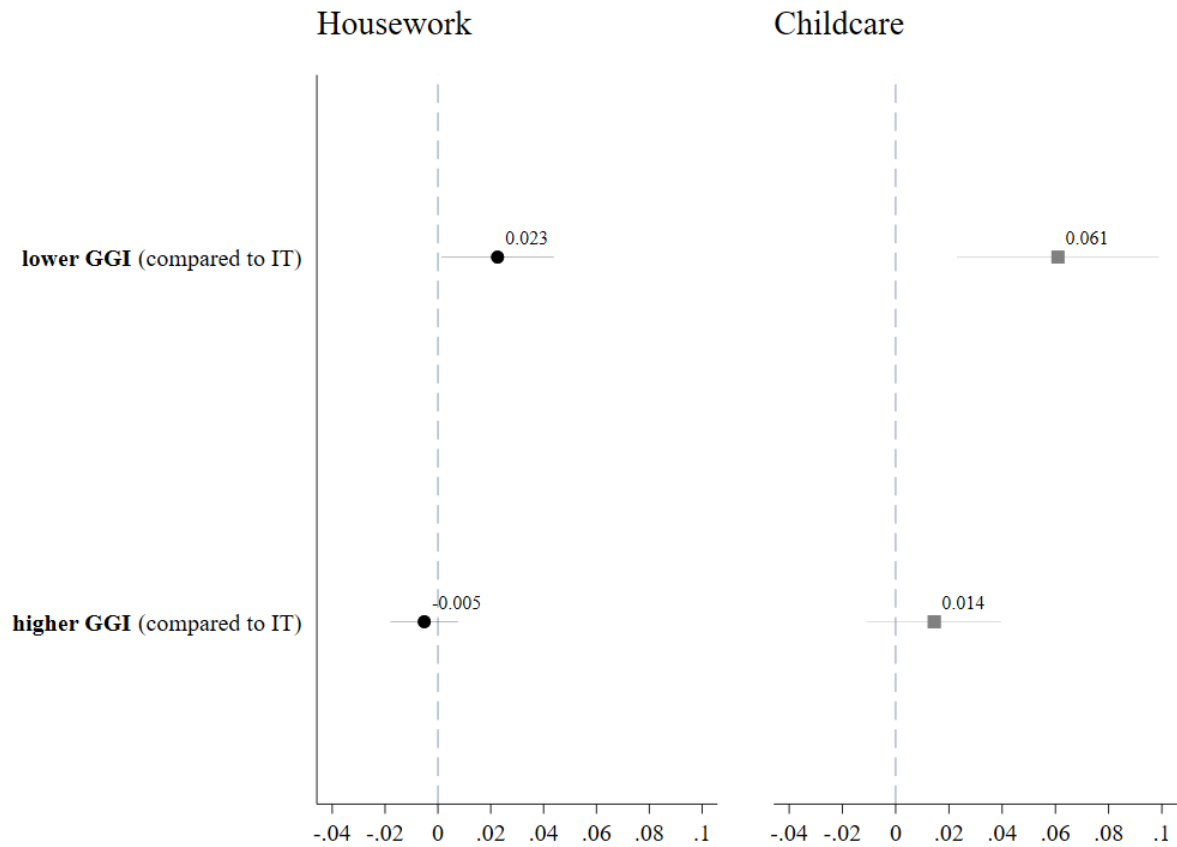 Housework
Childcare
lower GGI (compared to IT)
0.023
0.061
higher GGI (compared to IT)
-0.005
0.014
-.04 -.02 0 .02 .04 .06 .08 .1
-.04 -.02 0 .02 .04 .06 .08 .1